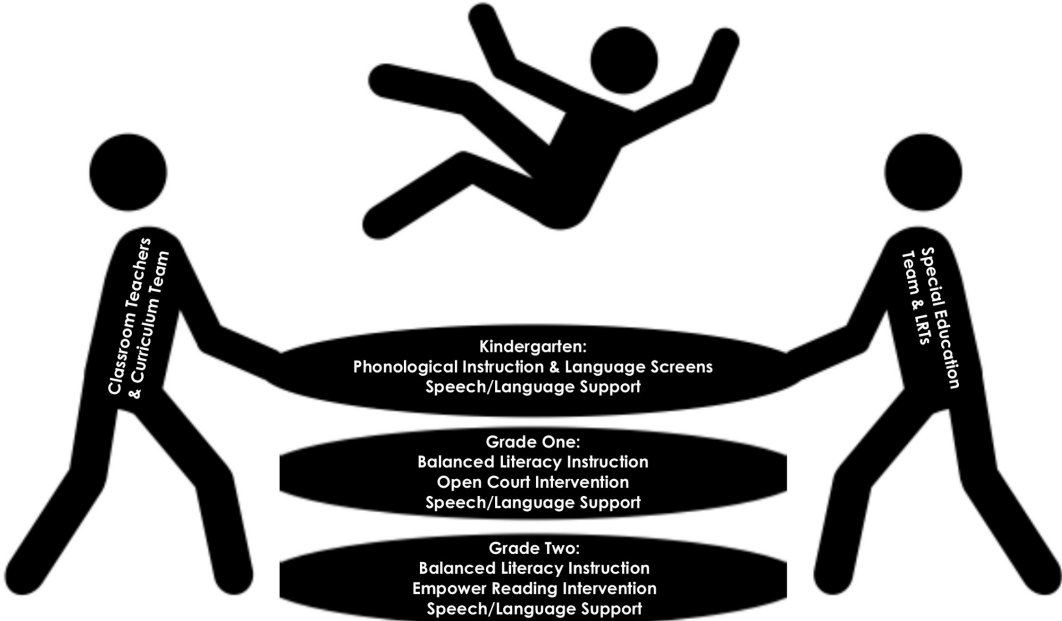 Classroom Teachers
& Curriculum Team
Special Education
Team & LRTs
Kindergarten:
Phonological Instruction & Language Screens
Speech/Language Support
Grade One:
Balanced Literacy Instruction
Open Court Intervention
Speech/Language Support
Grade Two:
Balanced Literacy Instruction
Empower Reading Intervention
Speech/Language Support